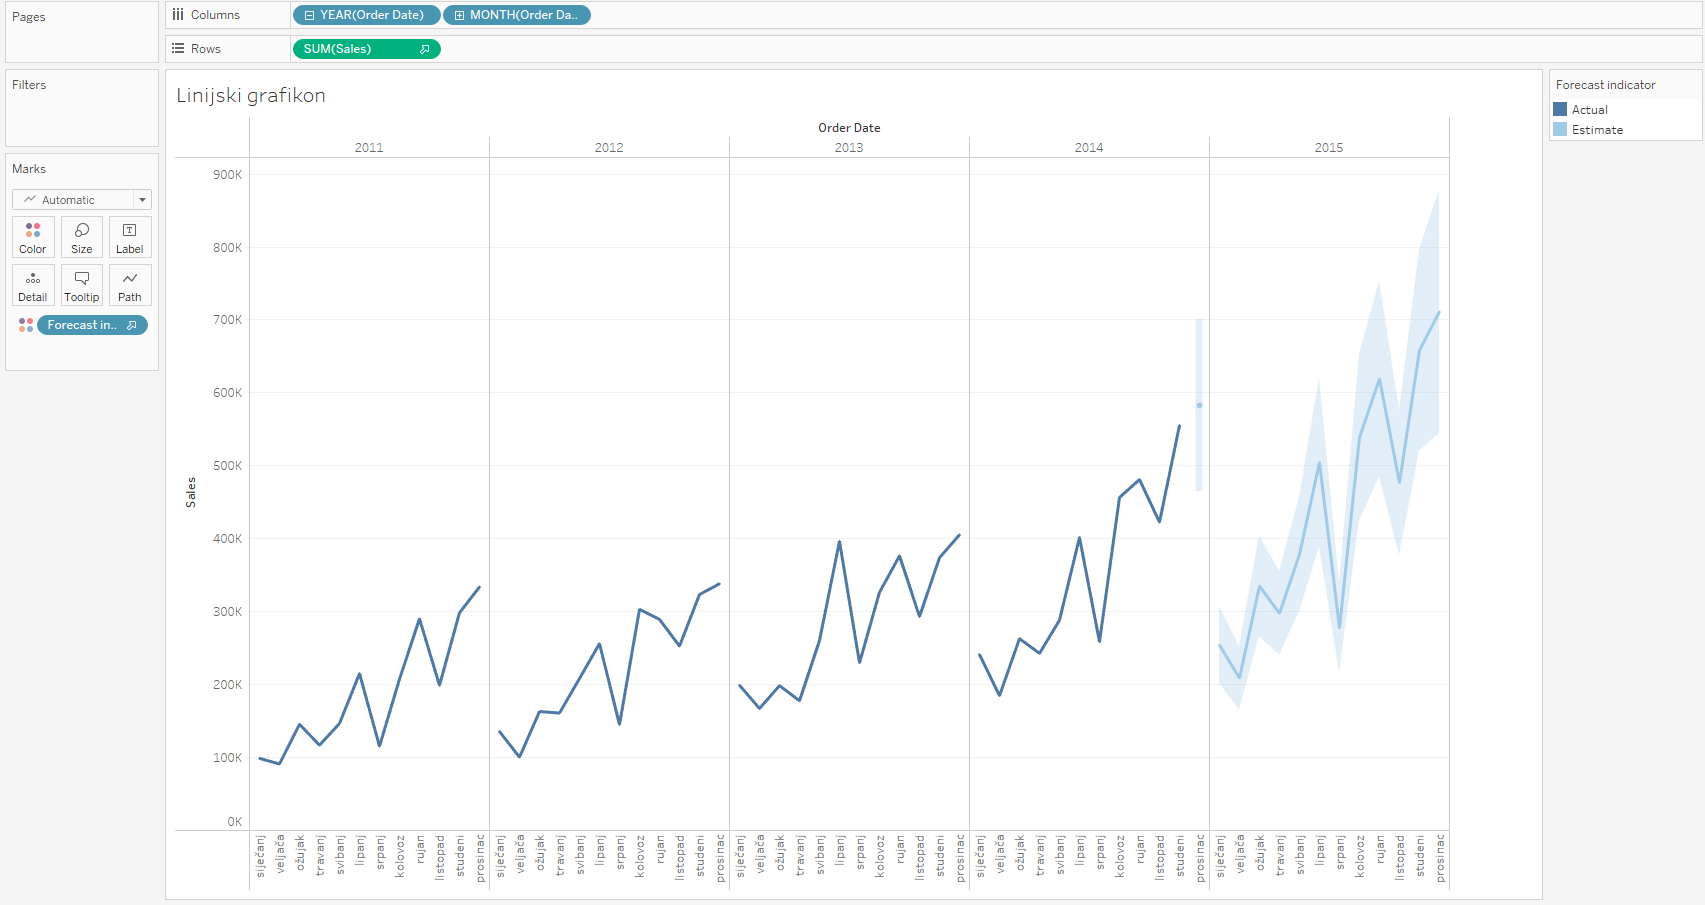 Pages
Columns
YEAR(Order Date)
MONTH(Order Da..
Rows
SUM(Sales)
Filters
Marks
Automatic
Color
Size
Label
Detail
Tooltip
Path
Forecast in..
Linijski grafikon
Order Date
2011 2012 2013 2014 2015
900K
800K
700K
600K
500K
400K
300K
200K
100K
0K
Sales
siječanj veljača ožujak travanj svibanj lipanj srpanj kolovoz rujan listopad studeni prosinac siječanj veljača ožujak travanj svibanj lipanj srpanj kolovoz rujan listopad studeni prosinac siječanj veljača ožujak travanj svibanj lipanj srpanj kolovoz rujan listopad studeni prosinac siječanj veljača ožujak travanj svibanj lipanj srpanj kolovoz rujan listopad studeni prosinac siječanj veljača ožujak travanj svibanj lipanj srpanj kolovoz rujan listopad studeni prosinac
Forecast indicator
Actual
Estimate